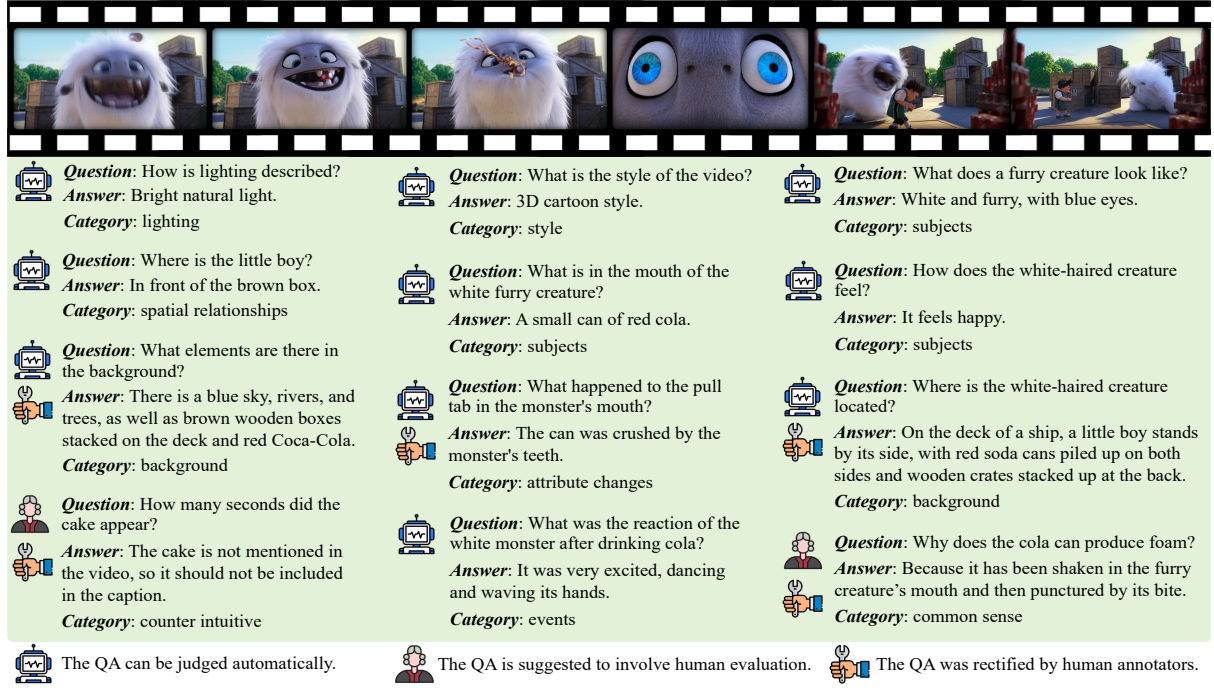 Question: How is lighting described?
Answer: Bright natural light.
Category: lighting
Question: Where is the little boy?
Answer: In front of the brown box.
Category: spatial relationships
Question: What elements are there in
the background?
Answer: There is a blue sky, rivers, and
trees, as well as brown wooden boxes
stacked on the deck and red Coca-Cola.
Category: background
Question: How many seconds did the
cake appear?
Answer: The cake is not mentioned in
the video, so it should not be included
in the caption.
Category: counter intuitive
Question: What is the style of the video?
Answer: 3D cartoon style.
Category: style
Question: What is in the mouth of the
white furry creature?
Answer: A small can of red cola.
Category: subjects
Question: What happened to the pull
tab in the monster's mouth?
Answer: The can was crushed by the
monster's teeth.
Category: attribute changes
Question: What was the reaction of the
white monster after drinking cola?
Answer: It was very excited, dancing
and waving its hands.
Category: events
Question: What does a furry creature look like?
Answer: White and furry, with blue eyes.
Category: subjects
Question: How does the white-haired creature
feel?
Answer: It feels happy.
Category: subjects
Question: Where is the white-haired creature
located?
Answer: On the deck of a ship, a little boy stands
by its side, with red soda cans piled up on both
sides and wooden crates stacked up at the back.
Category: background
Question: Why does the cola can produce foam?
Answer: Because it has been shaken in the furry
creature’s mouth and then punctured by its bite.
Category: common sense
The QA can be judged automatically.
The QA is suggested to involve human evaluation.
The QA was rectified by human annotators.